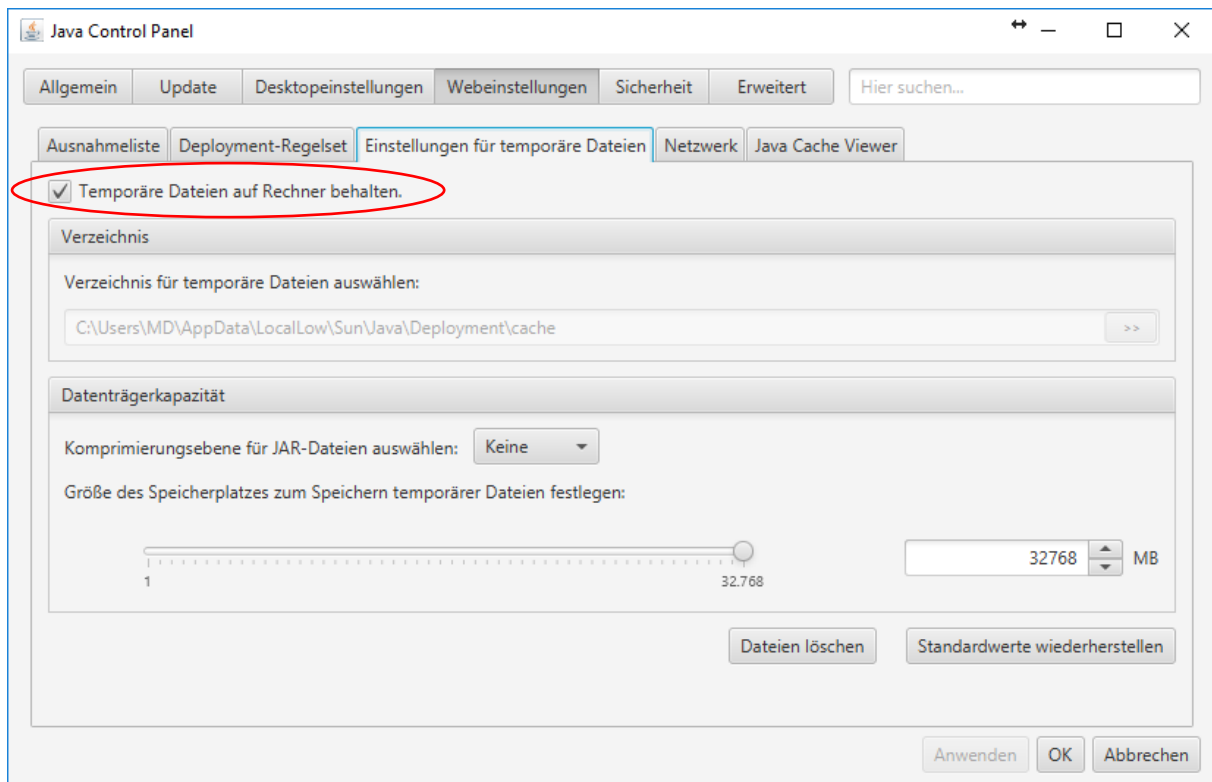 Java Control Panel
Allgemein Update Desktopeinstellungen Webeinstellungen Sicherheit Erweitert Hier suchen...
Ausnahmeliste Deployment-Regelset Einstellungen für temporäre Dateien Netzwerk Java Cache Viewer
Temporäre Dateien auf Rechner behalten.
Verzeichnis
Verzeichnis für temporäre Dateien auswählen:
C:\Users\MD\AppData\LocalLow\Sun\Java\Deployment\cache >>
Datenträgerkapazität
Komprimierungsebene für JAR-Dateien auswählen: Keine
Größe des Speicherplatzes zum Speichern temporärer Dateien festlegen:
32768 MB
1 32.768
Dateien löschen Standardwerte wiederherstellen
Anwenden OK Abbrechen